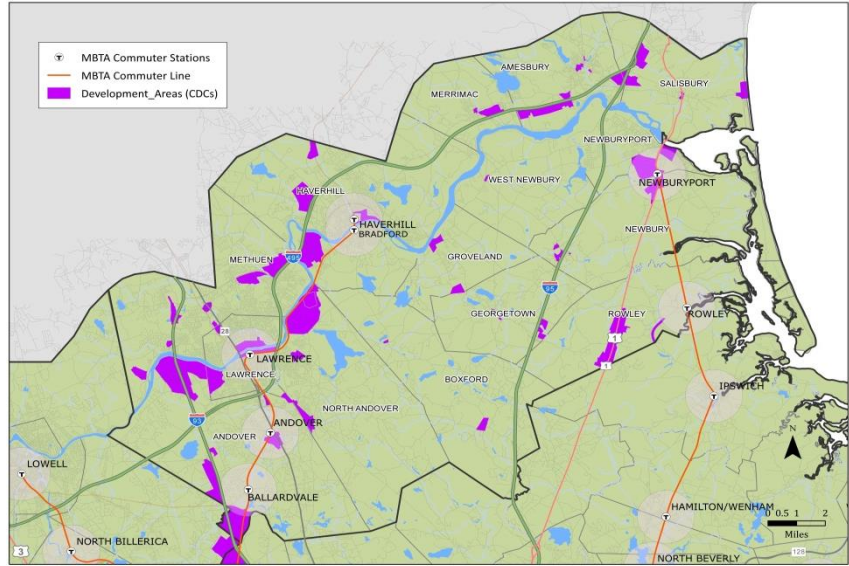 MBTA Commuter Stations
MBTA Commuter Line
Development_Areas (CDCs)
AMESBURY
SALISBURY
MERRIMAC
NEWBURYPORT
WEST NEWBURY
NEWBURYPORT
HAVERHILL
HAVERHILL
BRADFORD
NEWBURY
METHUEN
495
GROVELAND
95
GEORGETOWN
ROWLEY
ROWLEY
28
1
LAWRENCE
1
LAWRENCE
BOXFORD
IPSWICH
NORTH ANDOVER
ANDOVER
ANDOVER
N
LOWELL
BALLARDVALE
HAMILTON/WENHAM
0 0.5 1 2
Miles
3
NORTH BILLERICA
NORTH BEVERLY
128